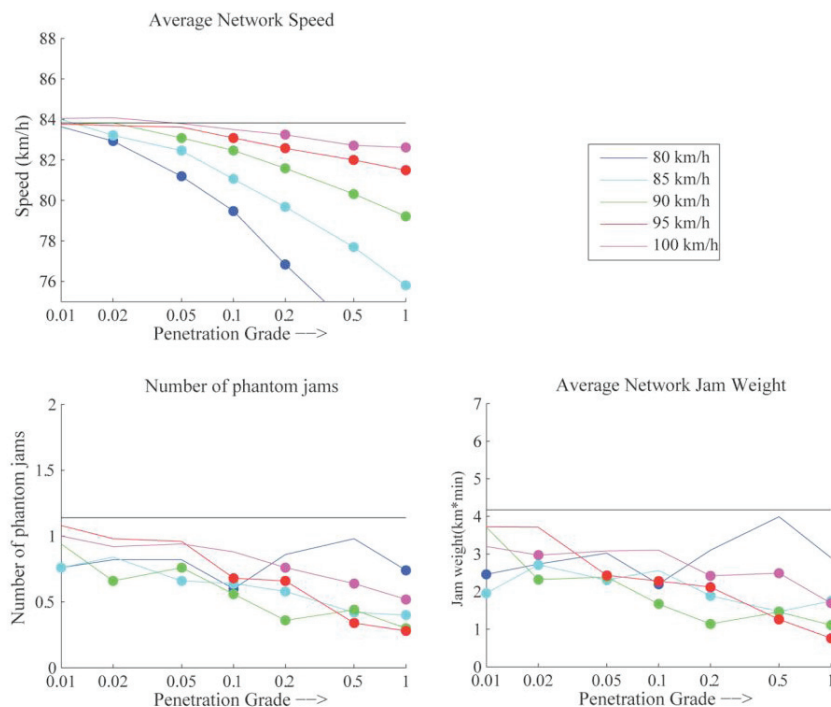 Average Network Speed
88
86
84
82
80
78
76
Speed (km/h)
0.01 0.02 0.05 0.1 0.2 0.5 1
Penetration Grade −−>
80 km/h
85 km/h
90 km/h
95 km/h
100 km/h
Number of phantom jams
2
1.5
1
0.5
0
Number of phantom jams
0.01 0.02 0.05 0.1 0.2 0.5 1
Penetration Grade −−>
Average Network Jam Weight
7
6
5
4
3
2
1
0
Jam weight(km*min)
0.01 0.02 0.05 0.1 0.2 0.5 1
Penetration Grade −−>